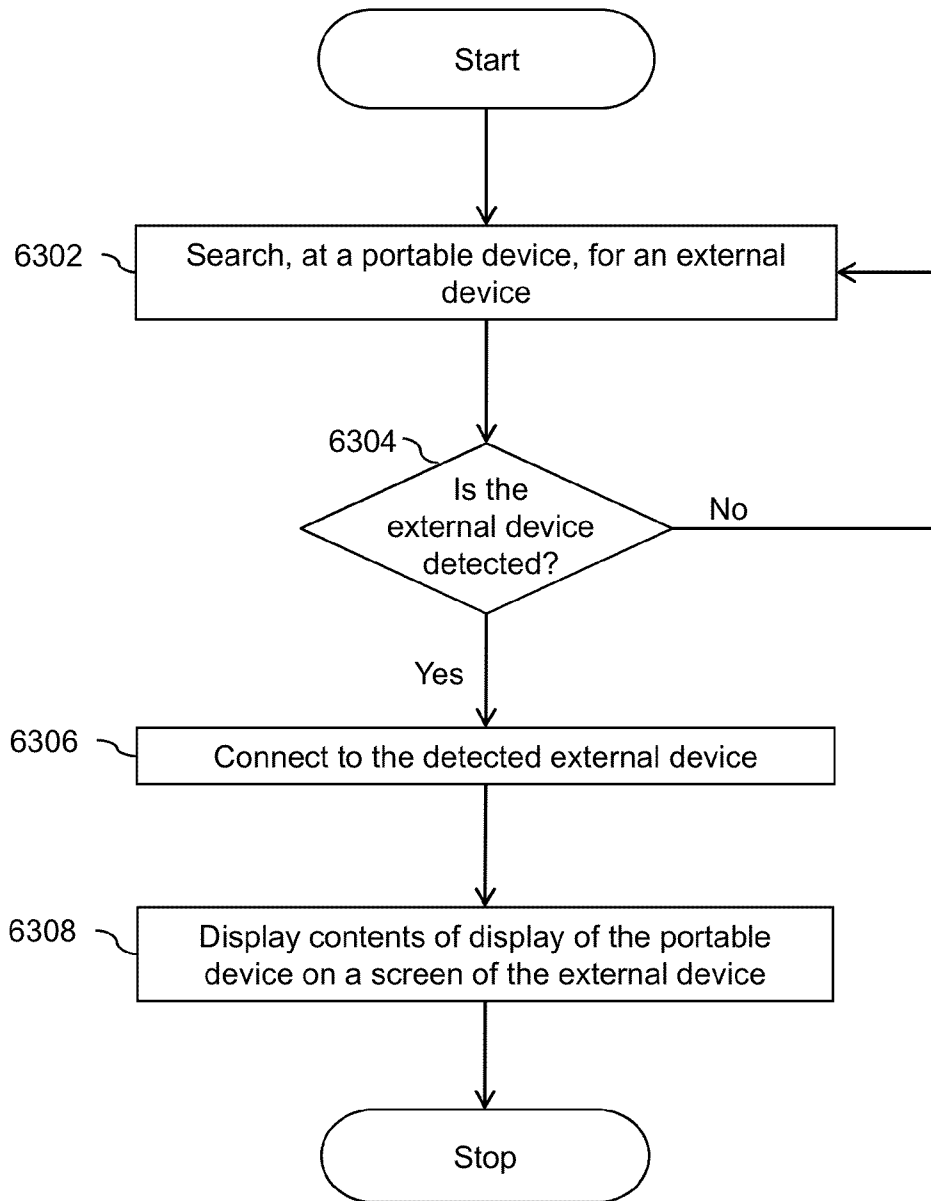 Start
6302
Search, at a portable device, for an external
device
6304
Is the
external device
detected?
No
Yes
6306
Connect to the detected external device
6308
Display contents of display of the portable
device on a screen of the external device
Stop